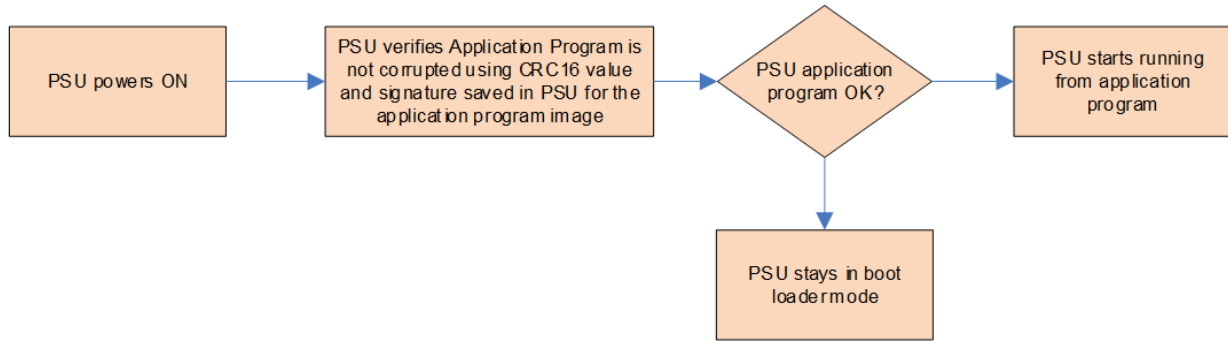 PSU powers ON
PSU verifies Application Program is
not corrupted using CRC16 value
and signature saved in PSU for the
application program image
PSU application
program OK?
PSU starts running
from application
program
PSU stays in boot
loader mode